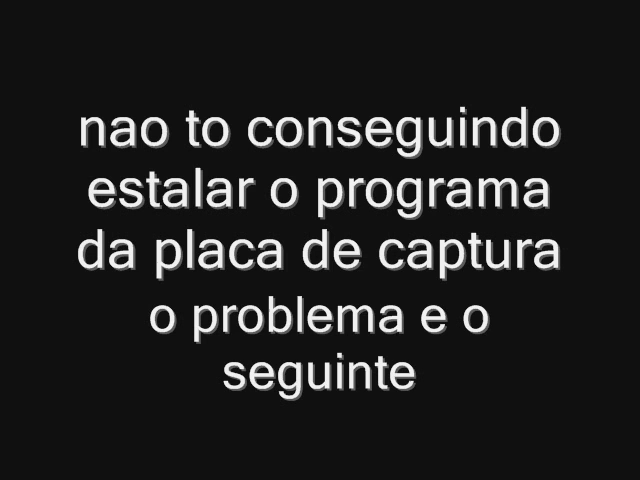 nao to conseguindo
estalar o programa
da placa de captura
o problema e o
seguinte